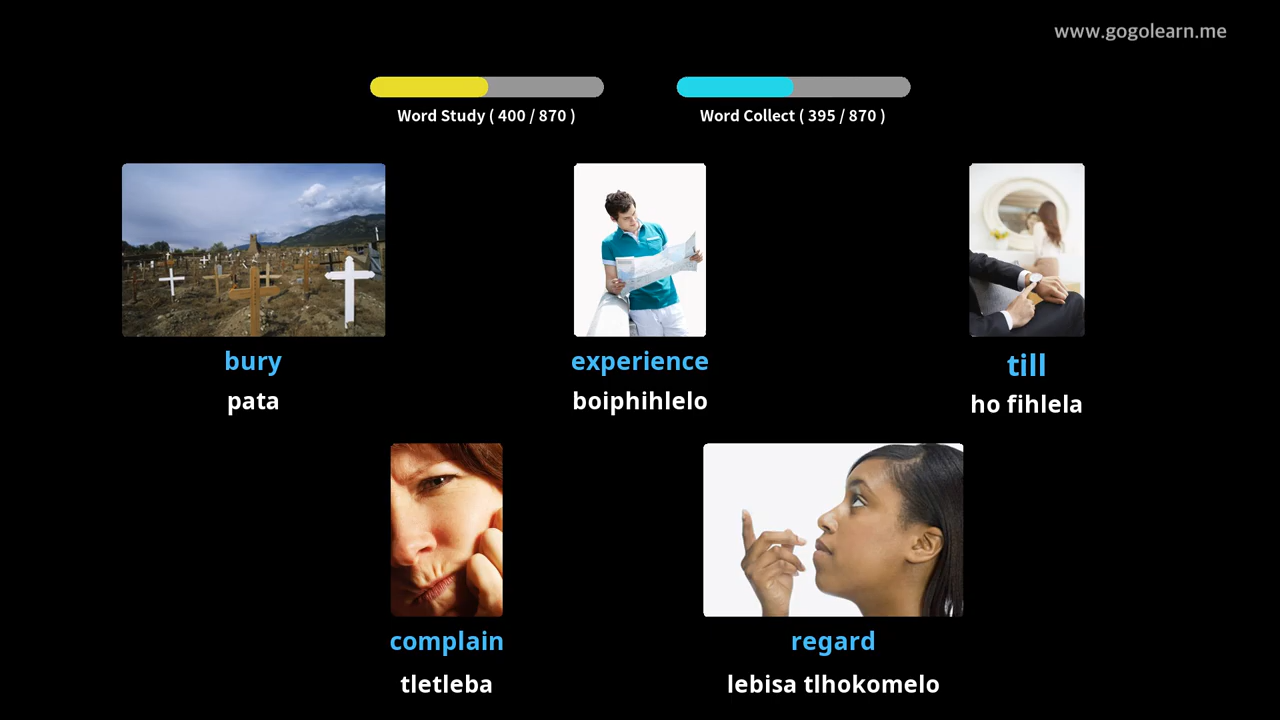 www.gogolearn.me
Word Study ( 400 / 870 )
Word Collect ( 395 / 870 )
bury
pata
experience
boiphihlelo
till
ho fihlela
complain
tletleba
regard
lebisa tlhokomelo